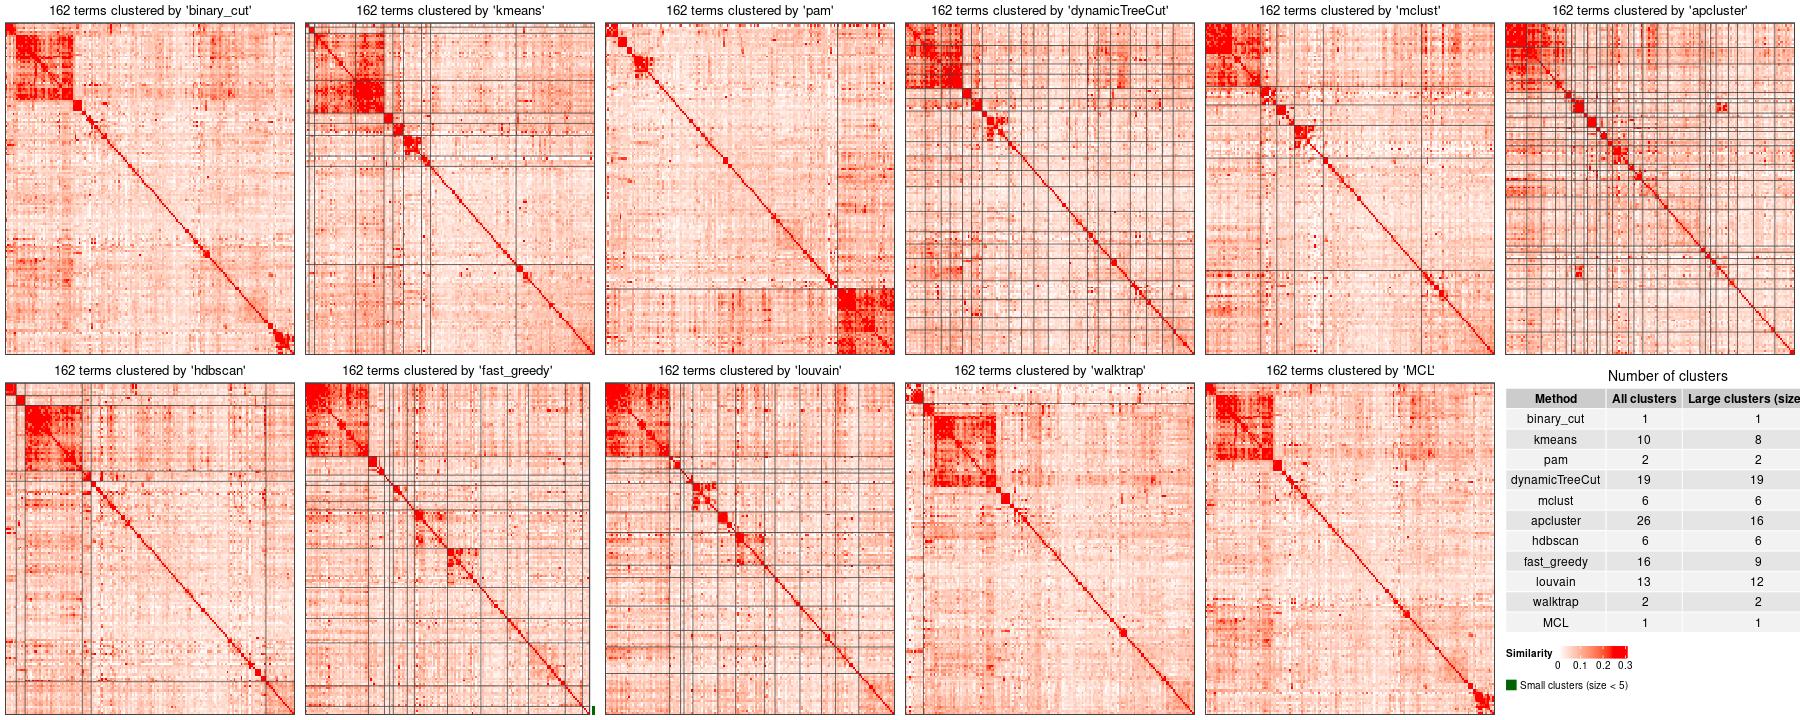 162 terms clustered by 'binary_cut'
162 terms clustered by 'kmeans'
162 terms clustered by 'pam'
162 terms clustered by 'dynamicTreeCut'
162 terms clustered by 'mclust'
162 terms clustered by 'apcluster'
162 terms clustered by 'hdbscan'
162 terms clustered by 'fast_greedy'
162 terms clustered by 'louvain'
162 terms clustered by 'walktrap'
162 terms clustered by 'MCL'
Number of clusters
Method All clusters Large clusters (size
binary_cut 1 1
kmeans 10 8
pam 2 2
dynamicTreeCut 19 19
mclust 6 6
apcluster 26 16
hdbscan 6 6
fast_greedy 16 9
louvain 13 12
walktrap 2 2
MCL 1 1
Similarity
0 0.1 0.2 0.3
Small clusters (size < 5)